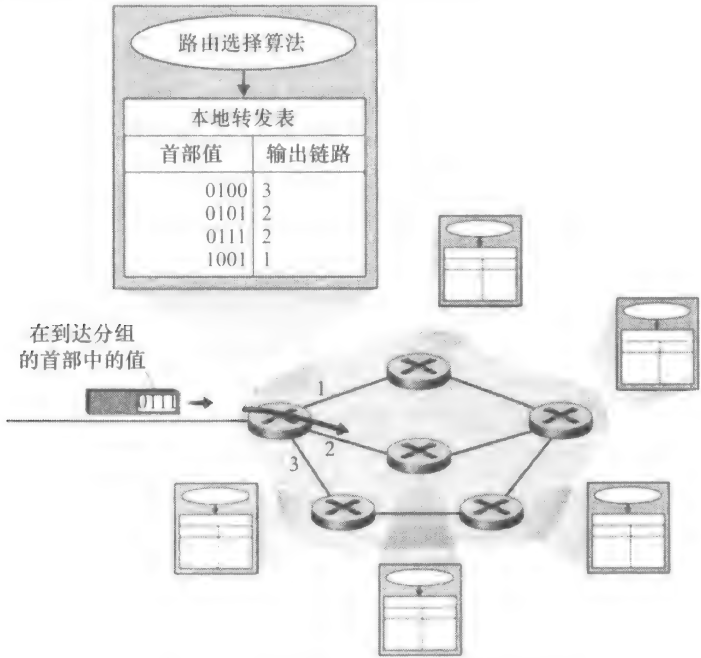 路由选择算法
本地转发表
首部值 输出链路
0100 3
0101 2
0111 2
1001 1
在到达分组
的首部中的值
0111
1
2
3